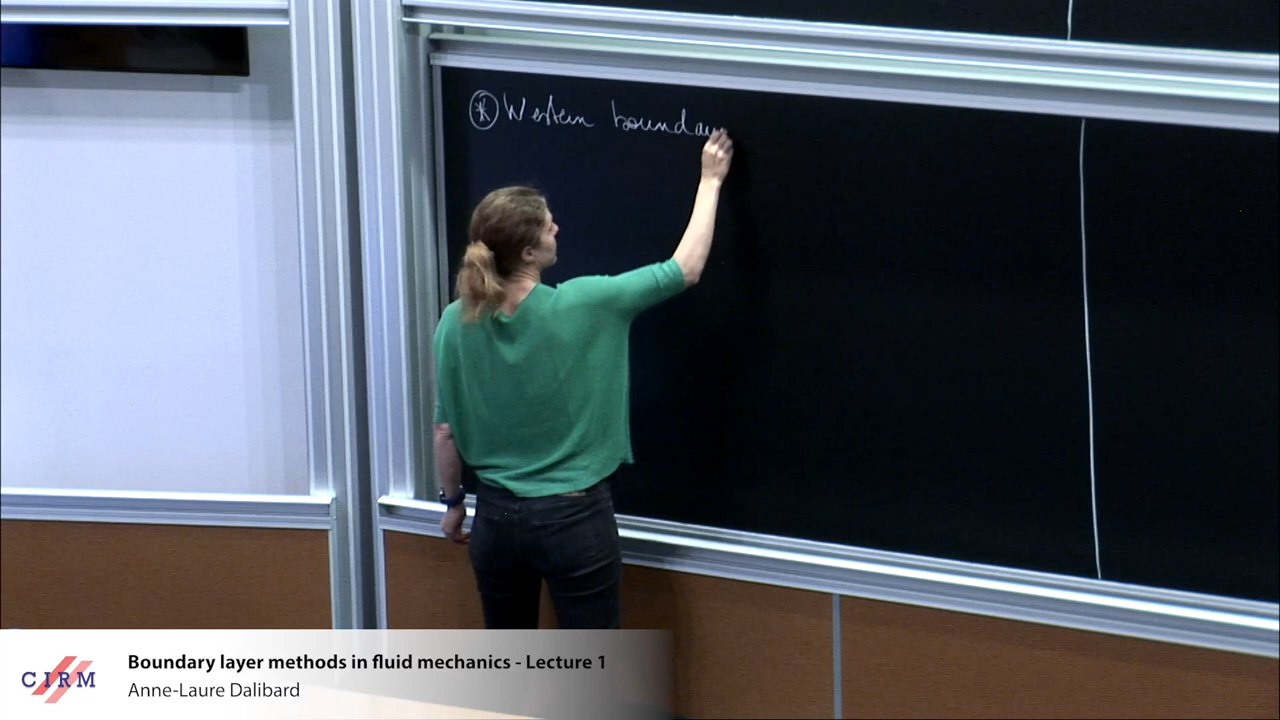 ⊛ Western boundary
CIRM
Boundary layer methods in fluid mechanics - Lecture 1
Anne-Laure Dalibard